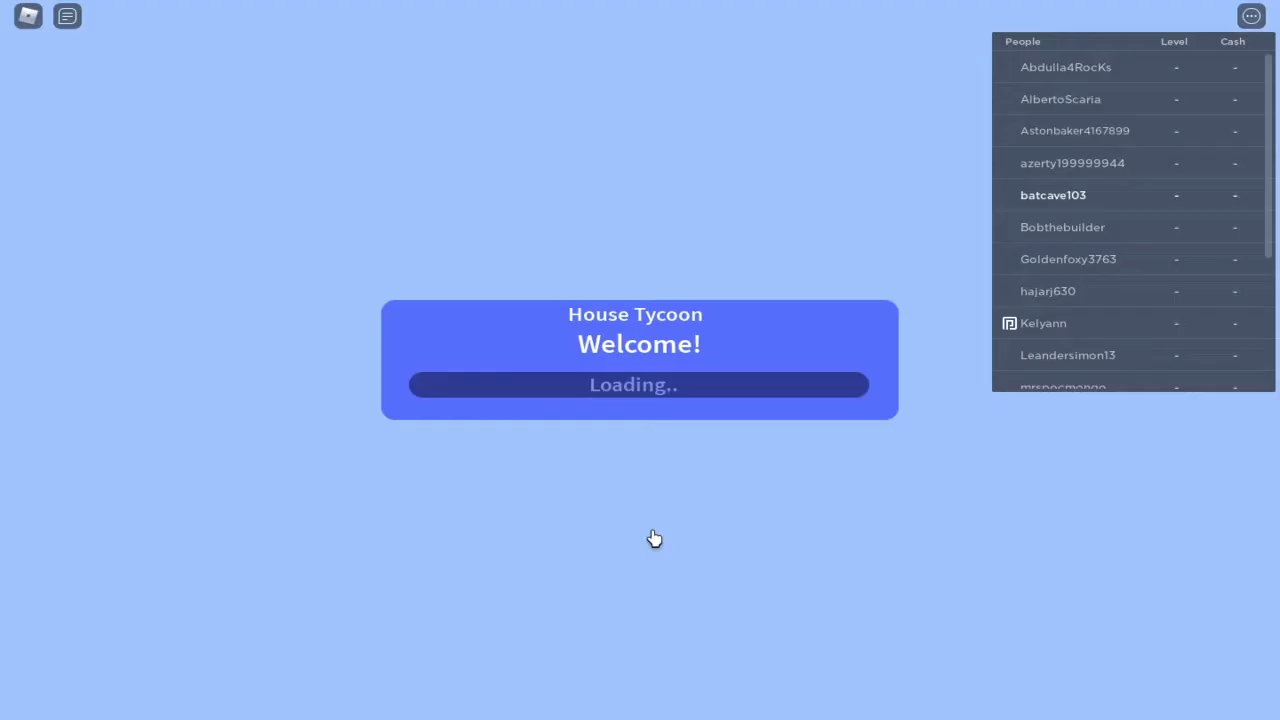 People Level Cash
Abdulla4RocKs - -
AlbertoScaria - -
Astonbaker4167899 - -
azerty199999944 - -
batcave103 - -
Bobthebuilder - -
Goldenfoxy3763 - -
hajarj630 - -
Kelyann - -
Leandersimon13 - -
House Tycoon
Welcome!
Loading..